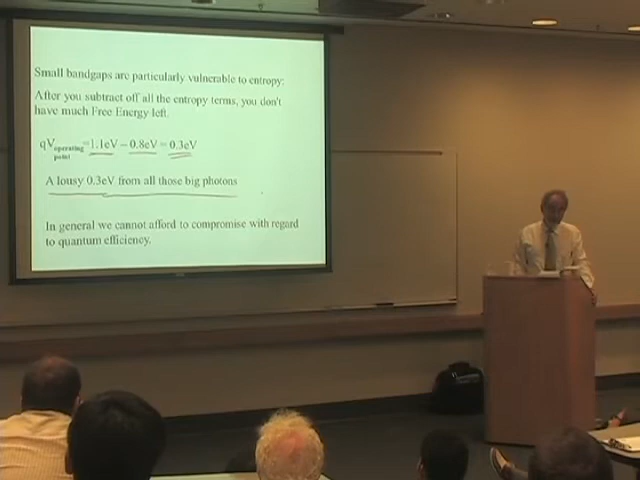 Small bandgaps are particularly vulnerable to entropy:
After you subtract off all the entropy terms, you don't
have much Free Energy left.
qVoperating point=1.1eV − 0.8eV = 0.3eV
A lousy 0.3eV from all those big photons
In general we cannot afford to compromise with regard
to quantum efficiency.